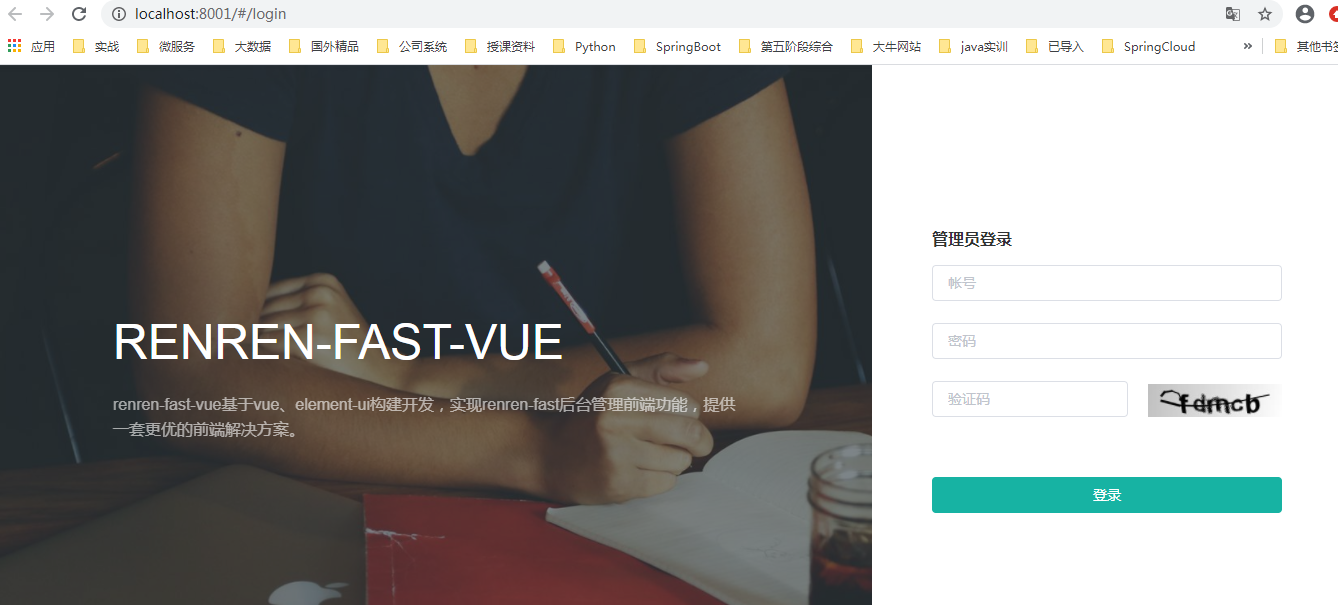 localhost:8001/#/login
应用 实战 微服务 大数据 国外精品 公司系统 授课资料 Python SpringBoot 第五阶段综合 大牛网站 java实训 已导入 SpringCloud » 其他书签
管理员登录
帐号
RENREN-FAST-VUE
密码
renren-fast-vue基于vue、element-ui构建开发，实现renren-fast后台管理前端功能，提供
一套更优的前端解决方案。
验证码
fdmcb
登录